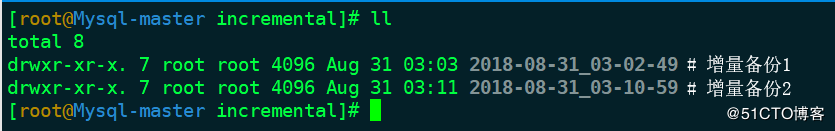 [root@Mysql-master incremental]# ll
total 8
drwxr-xr-x. 7 root root 4096 Aug 31 03:03 2018-08-31_03-02-49 # 增量备份1
drwxr-xr-x. 7 root root 4096 Aug 31 03:11 2018-08-31_03-10-59 # 增量备份2
[root@Mysql-master incremental]#
@51CTO博客